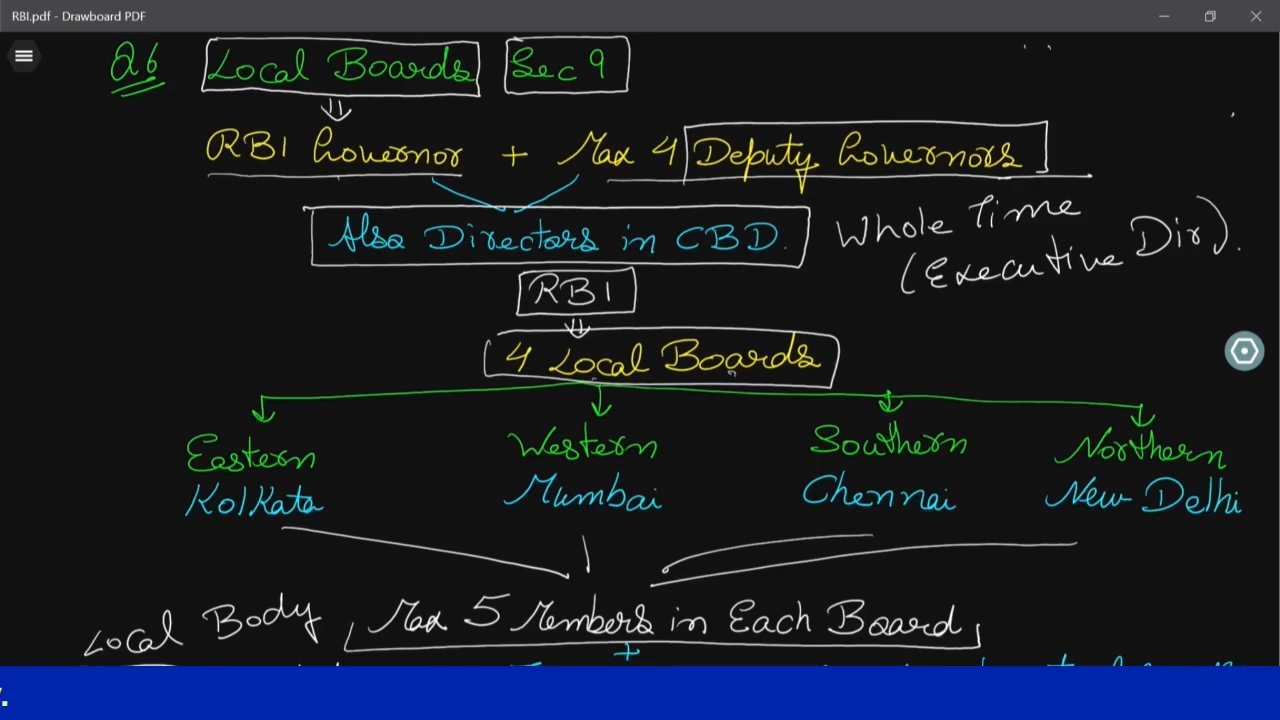 RBI.pdf - Drawboard PDF
Q6 Local Boards Sec 9
RBI Governor + Max 4 Deputy Governors
Also Directors in CBD. Whole Time
(Executive Dir).
RBI
4 Local Boards
Eastern Western Southern Northern
Kolkata Mumbai Chennai New Delhi
Local Body Max 5 Members in Each Board
+